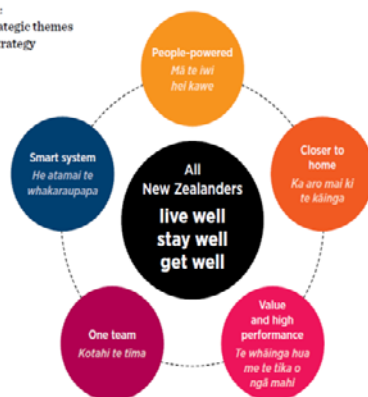 ategic themes
rategy
People-powered
Mā te iwi
hei kawe
Smart system
He atamai te
whakaraupapa
All
New Zealanders
live well
stay well
get well
Closer to
home
Ka aro mai ki
te kāinga
One team
Kotahi te tīma
Value
and high
performance
Te whāinga hua
me te tika o
ngā mahi